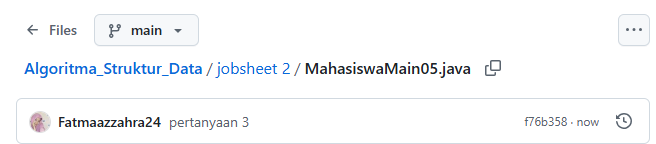 Files main
Algoritma_Struktur_Data / jobsheet 2 / MahasiswaMain05.java
Fatmaazzahra24 pertanyaan 3 f76b358 · now